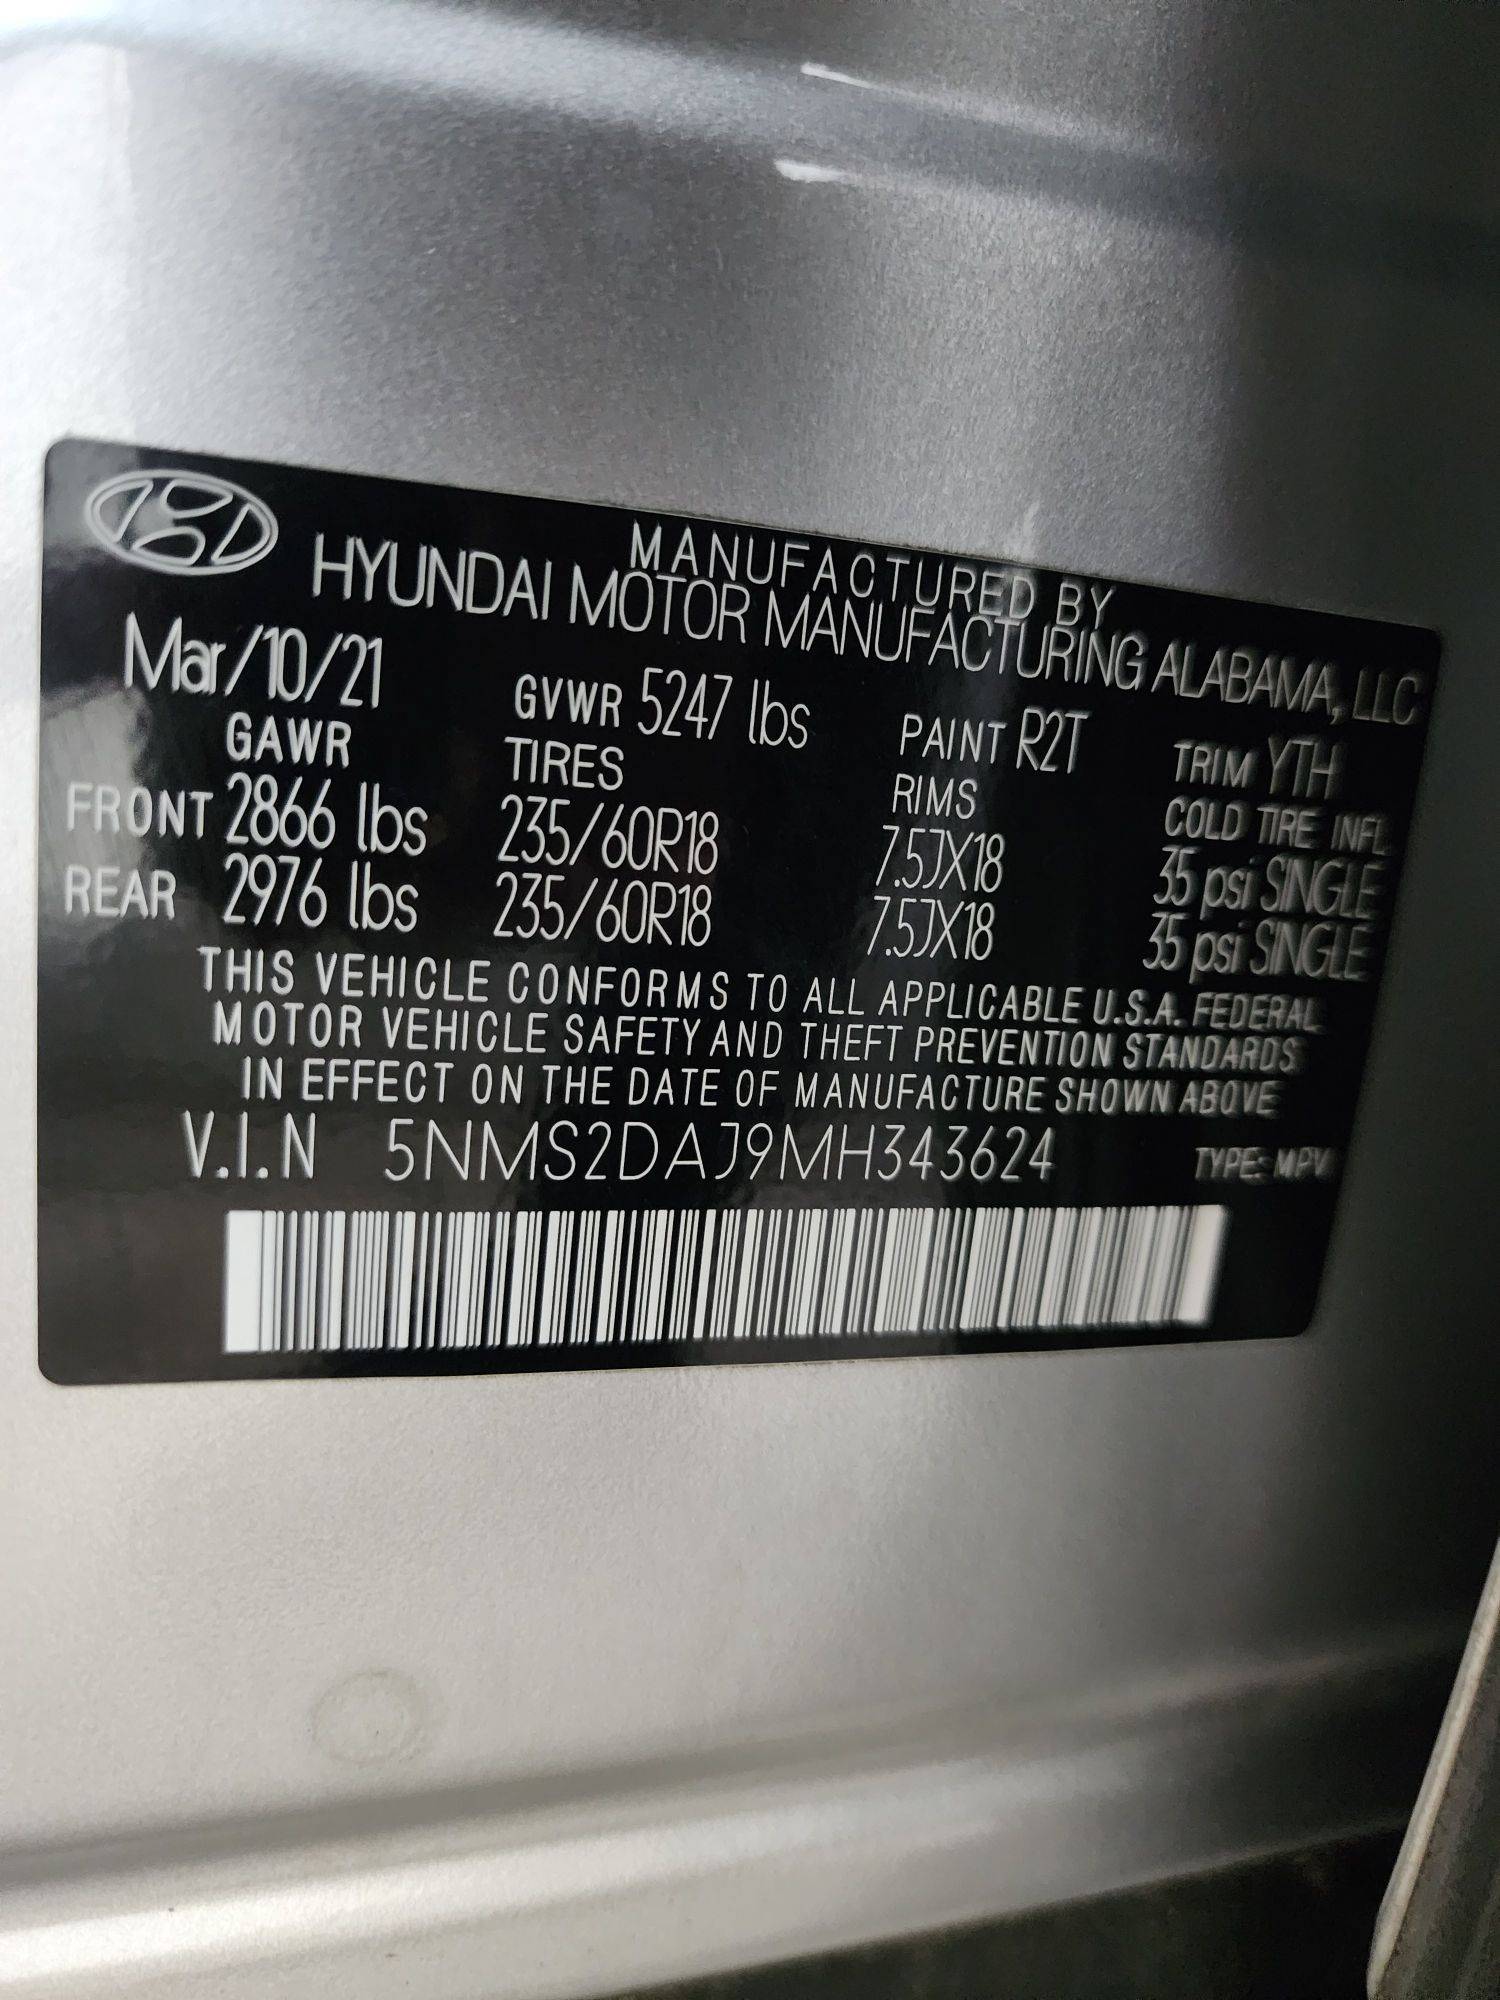 MANUFACTURED BY
HYUNDAI MOTOR MANUFACTURING ALABAMA, LLC
Mar/10/21 GVWR 5247 lbs PAINT R2T TRIM YTH
GAWR TIRES RIMS COLD TIRE INFL
FRONT 2866 lbs 235/60R18 7.5JX18 35 psi SINGLE
REAR 2976 lbs 235/60R18 7.5JX18 35 psi SINGLE
THIS VEHICLE CONFORMS TO ALL APPLICABLE U.S.A. FEDERAL
MOTOR VEHICLE SAFETY AND THEFT PREVENTION STANDARDS
IN EFFECT ON THE DATE OF MANUFACTURE SHOWN ABOVE
V.I.N 5NMS2DAJ9MH343624 TYPE: MPV